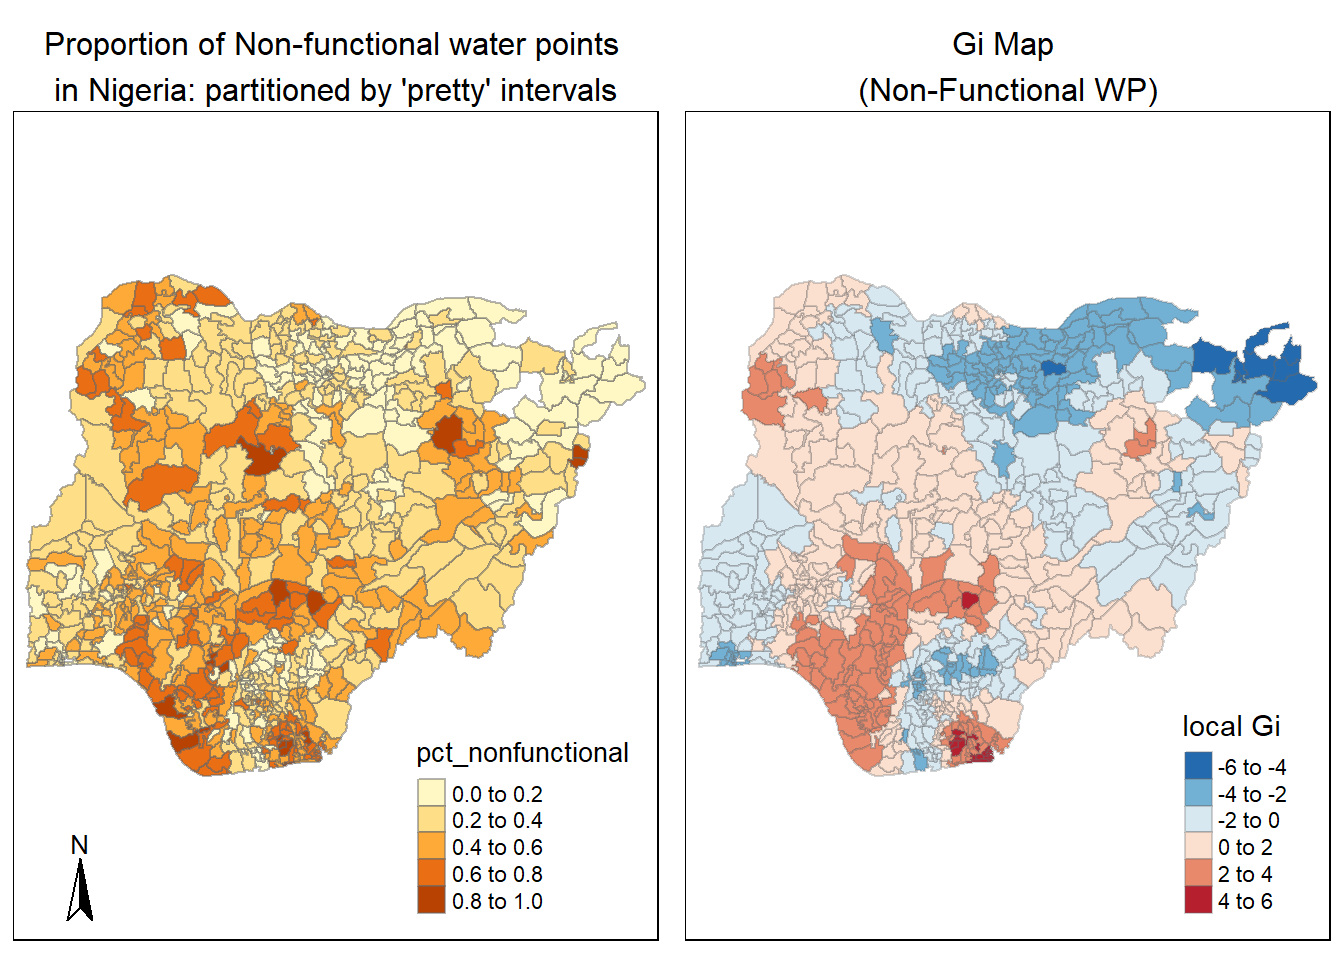 Proportion of Non-functional water points
in Nigeria: partitioned by 'pretty' intervals
pct_nonfunctional
0.0 to 0.2
0.2 to 0.4
0.4 to 0.6
0.6 to 0.8
0.8 to 1.0
N
Gi Map
(Non-Functional WP)
local Gi
-6 to -4
-4 to -2
-2 to 0
0 to 2
2 to 4
4 to 6